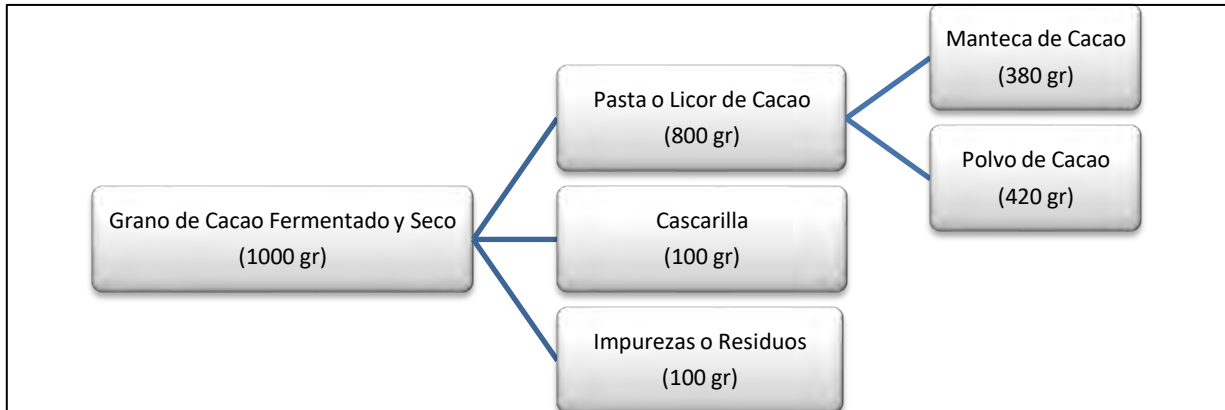 Grano de Cacao Fermentado y Seco
(1000 gr)
Pasta o Licor de Cacao
(800 gr)
Cascarilla
(100 gr)
Impurezas o Residuos
(100 gr)
Manteca de Cacao
(380 gr)
Polvo de Cacao
(420 gr)